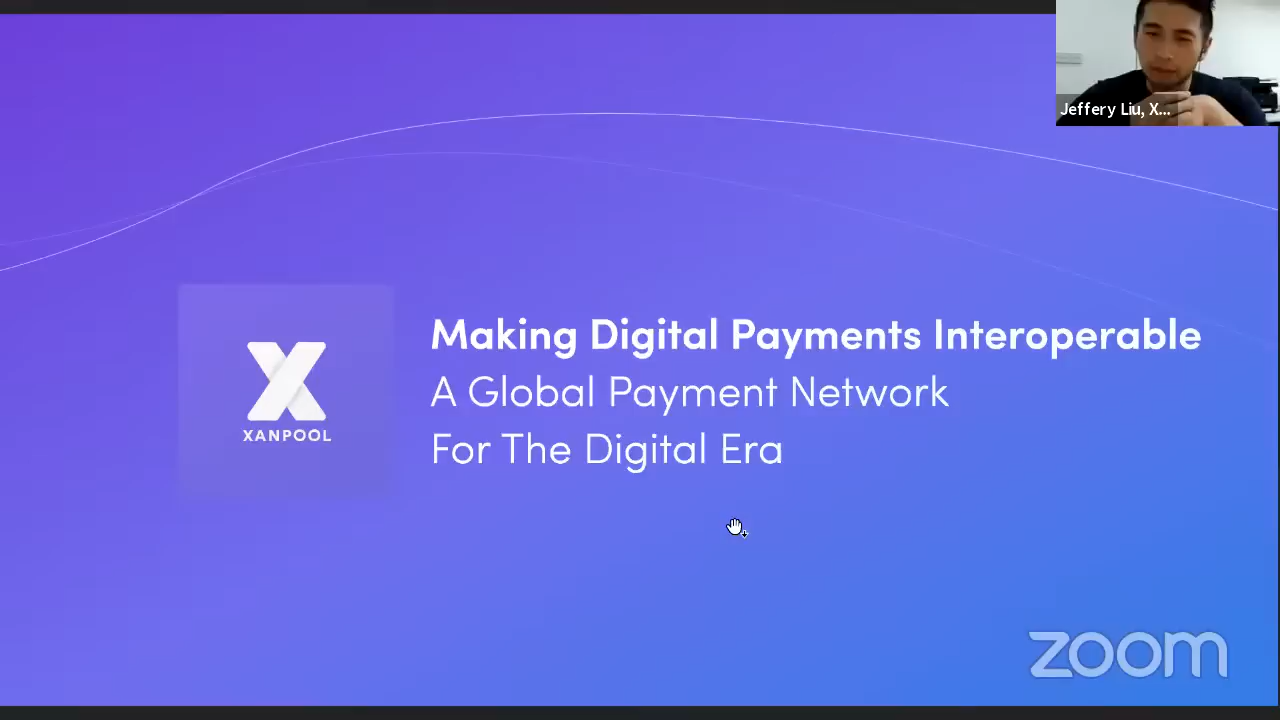 Jeffery Liu, X...
XANPOOL
Making Digital Payments Interoperable
A Global Payment Network
For The Digital Era
zoom